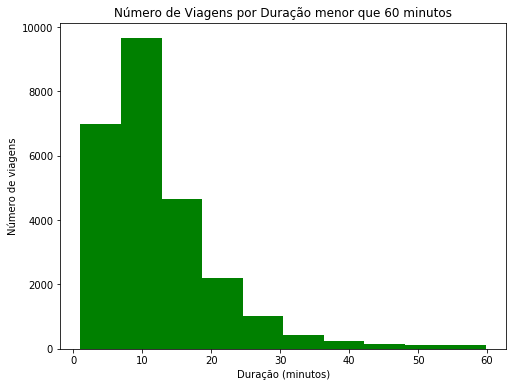 Número de Viagens por Duração menor que 60 minutos
10000
8000
6000
4000
2000
0
Número de viagens
0 10 20 30 40 50 60
Duração (minutos)